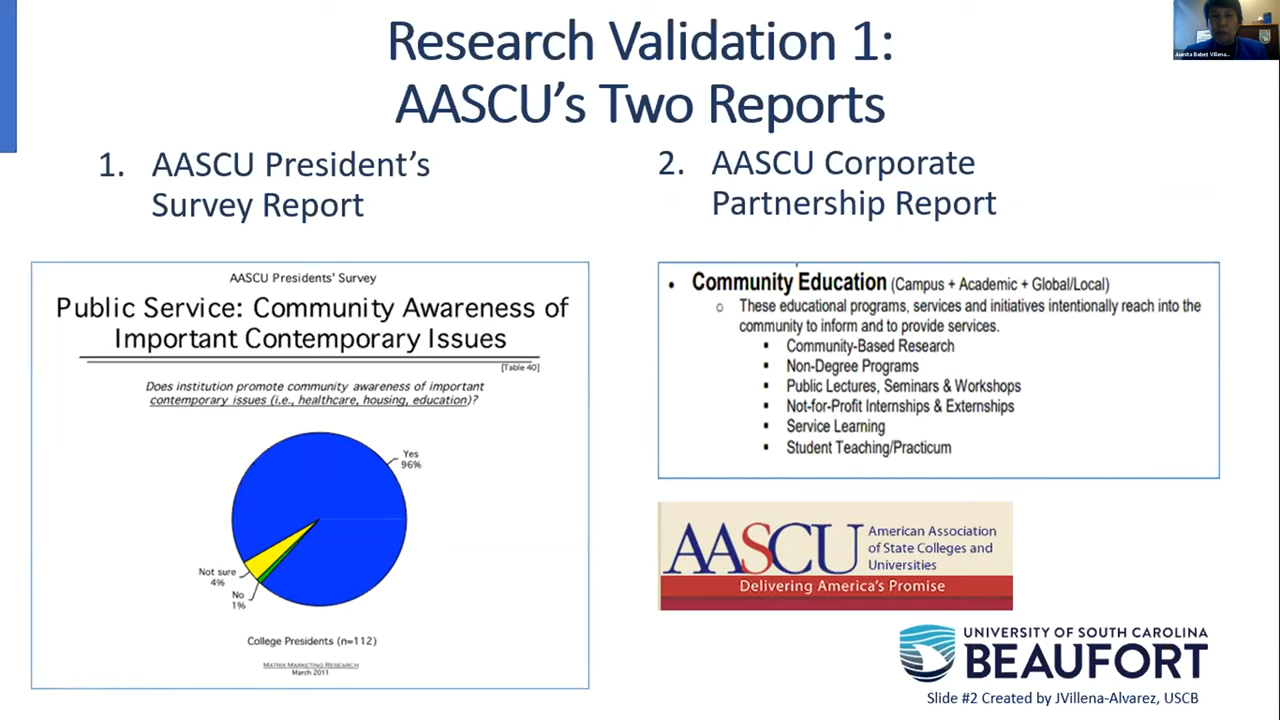 Research Validation 1:
AASCU's Two Reports
Juanita Babet Villena...
1. AASCU President's
Survey Report
2. AASCU Corporate
Partnership Report
AASCU Presidents' Survey
Public Service: Community Awareness of
Important Contemporary Issues
[Table 40]
Does institution promote community awareness of important
contemporary issues (i.e., healthcare, housing, education)?
Yes
96%
Not sure
4%
No
1%
College Presidents (n=112)
Matrix Marketing Research
March 2011
• Community Education (Campus + Academic + Global/Local)
o These educational programs, services and initiatives intentionally reach into the
community to inform and to provide services.
▪ Community-Based Research
▪ Non-Degree Programs
▪ Public Lectures, Seminars & Workshops
▪ Not-for-Profit Internships & Externships
▪ Service Learning
▪ Student Teaching/Practicum
AASCU
American Association
of State Colleges and
Universities
Delivering America's Promise
UNIVERSITY OF SOUTH CAROLINA
BEAUFORT
Slide #2 Created by JVillena-Alvarez, USCB